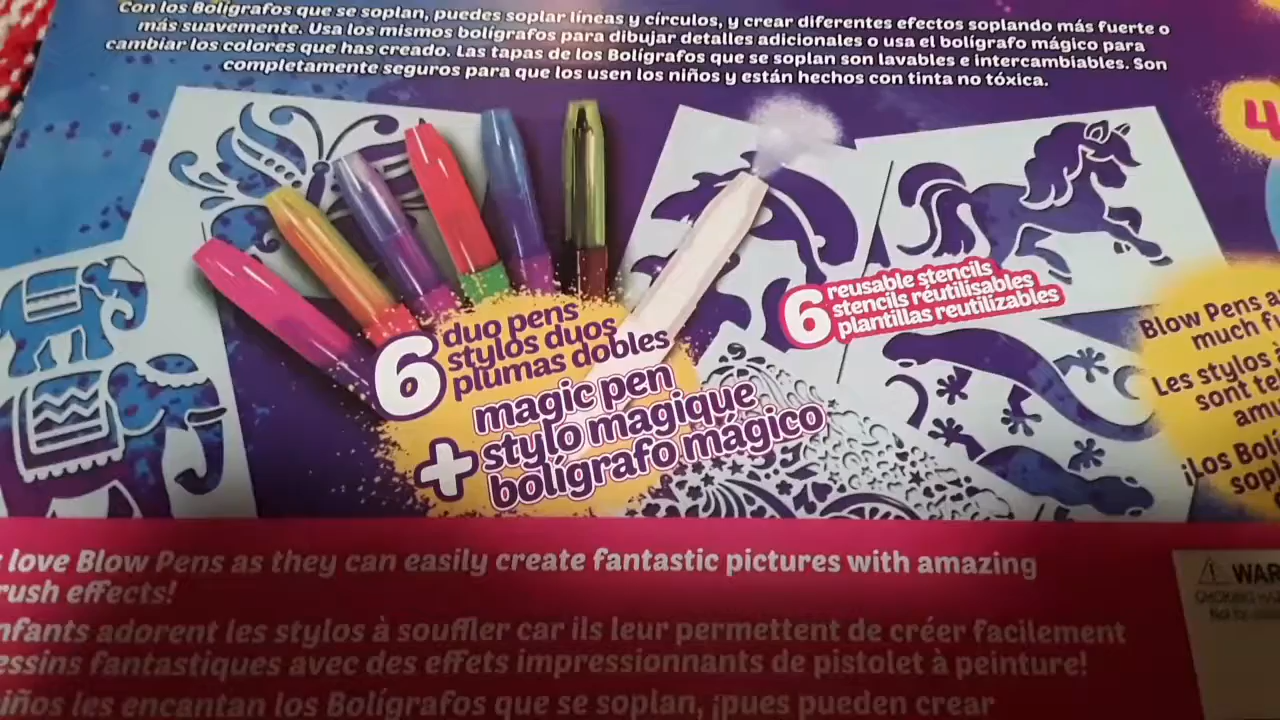 Con los Bolígrafos que se soplan, puedes soplar líneas y círculos, y crear diferentes efectos soplando más fuerte o
más suavemente. Usa los mismos bolígrafos para dibujar detalles adicionales o usa el bolígrafo mágico para
cambiar los colores que has creado. Las tapas de los Bolígrafos que se soplan son lavables e intercambiables. Son
completamente seguros para que los usen los niños y están hechos con tinta no tóxica.
4
6 reusable stencils
stencils réutilisables
plantillas reutilizables
6 duo pens
stylos duos
plumas dobles
+ magic pen
stylo magique
bolígrafo mágico
Blow Pens a
much f
Les stylos
sont te
ami
¡Los Bolí
sop
love Blow Pens as they can easily create fantastic pictures with amazing
rush effects!
nfants adorent les stylos à souffler car ils leur permettent de créer facilement
essins fantastiques avec des effets impressionnants de pistolet à peinture!
iños les encantan los Bolígrafos que se soplan, ¡pues pueden crear
WAR
CHOKING HA